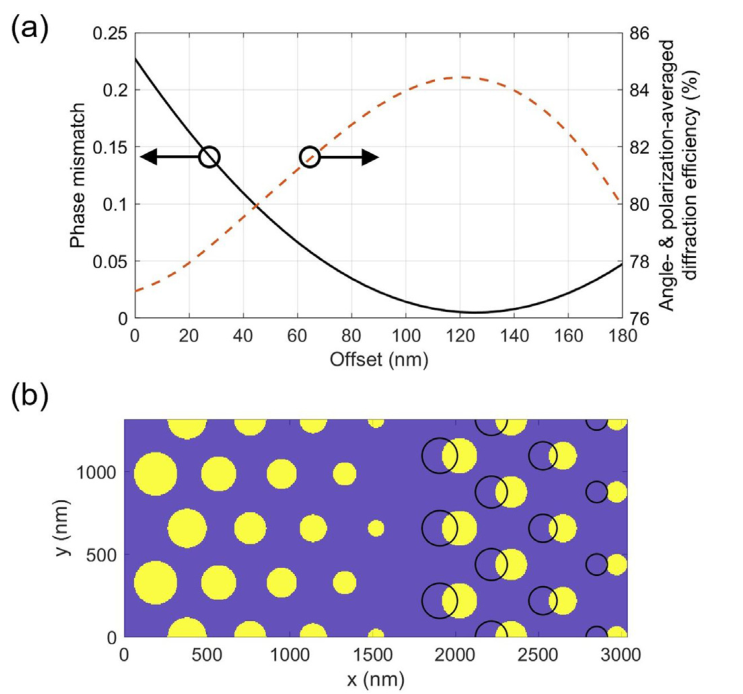 (a)
0.25
0.2
0.15
0.1
0.05
0
Phase mismatch
86
84
82
80
78
76
Angle- & polarization-averaged
diffraction efficiency (%)
0 20 40 60 80 100 120 140 160 180
Offset (nm)
(b)
1000
500
0
y (nm)
0 500 1000 1500 2000 2500 3000
x (nm)